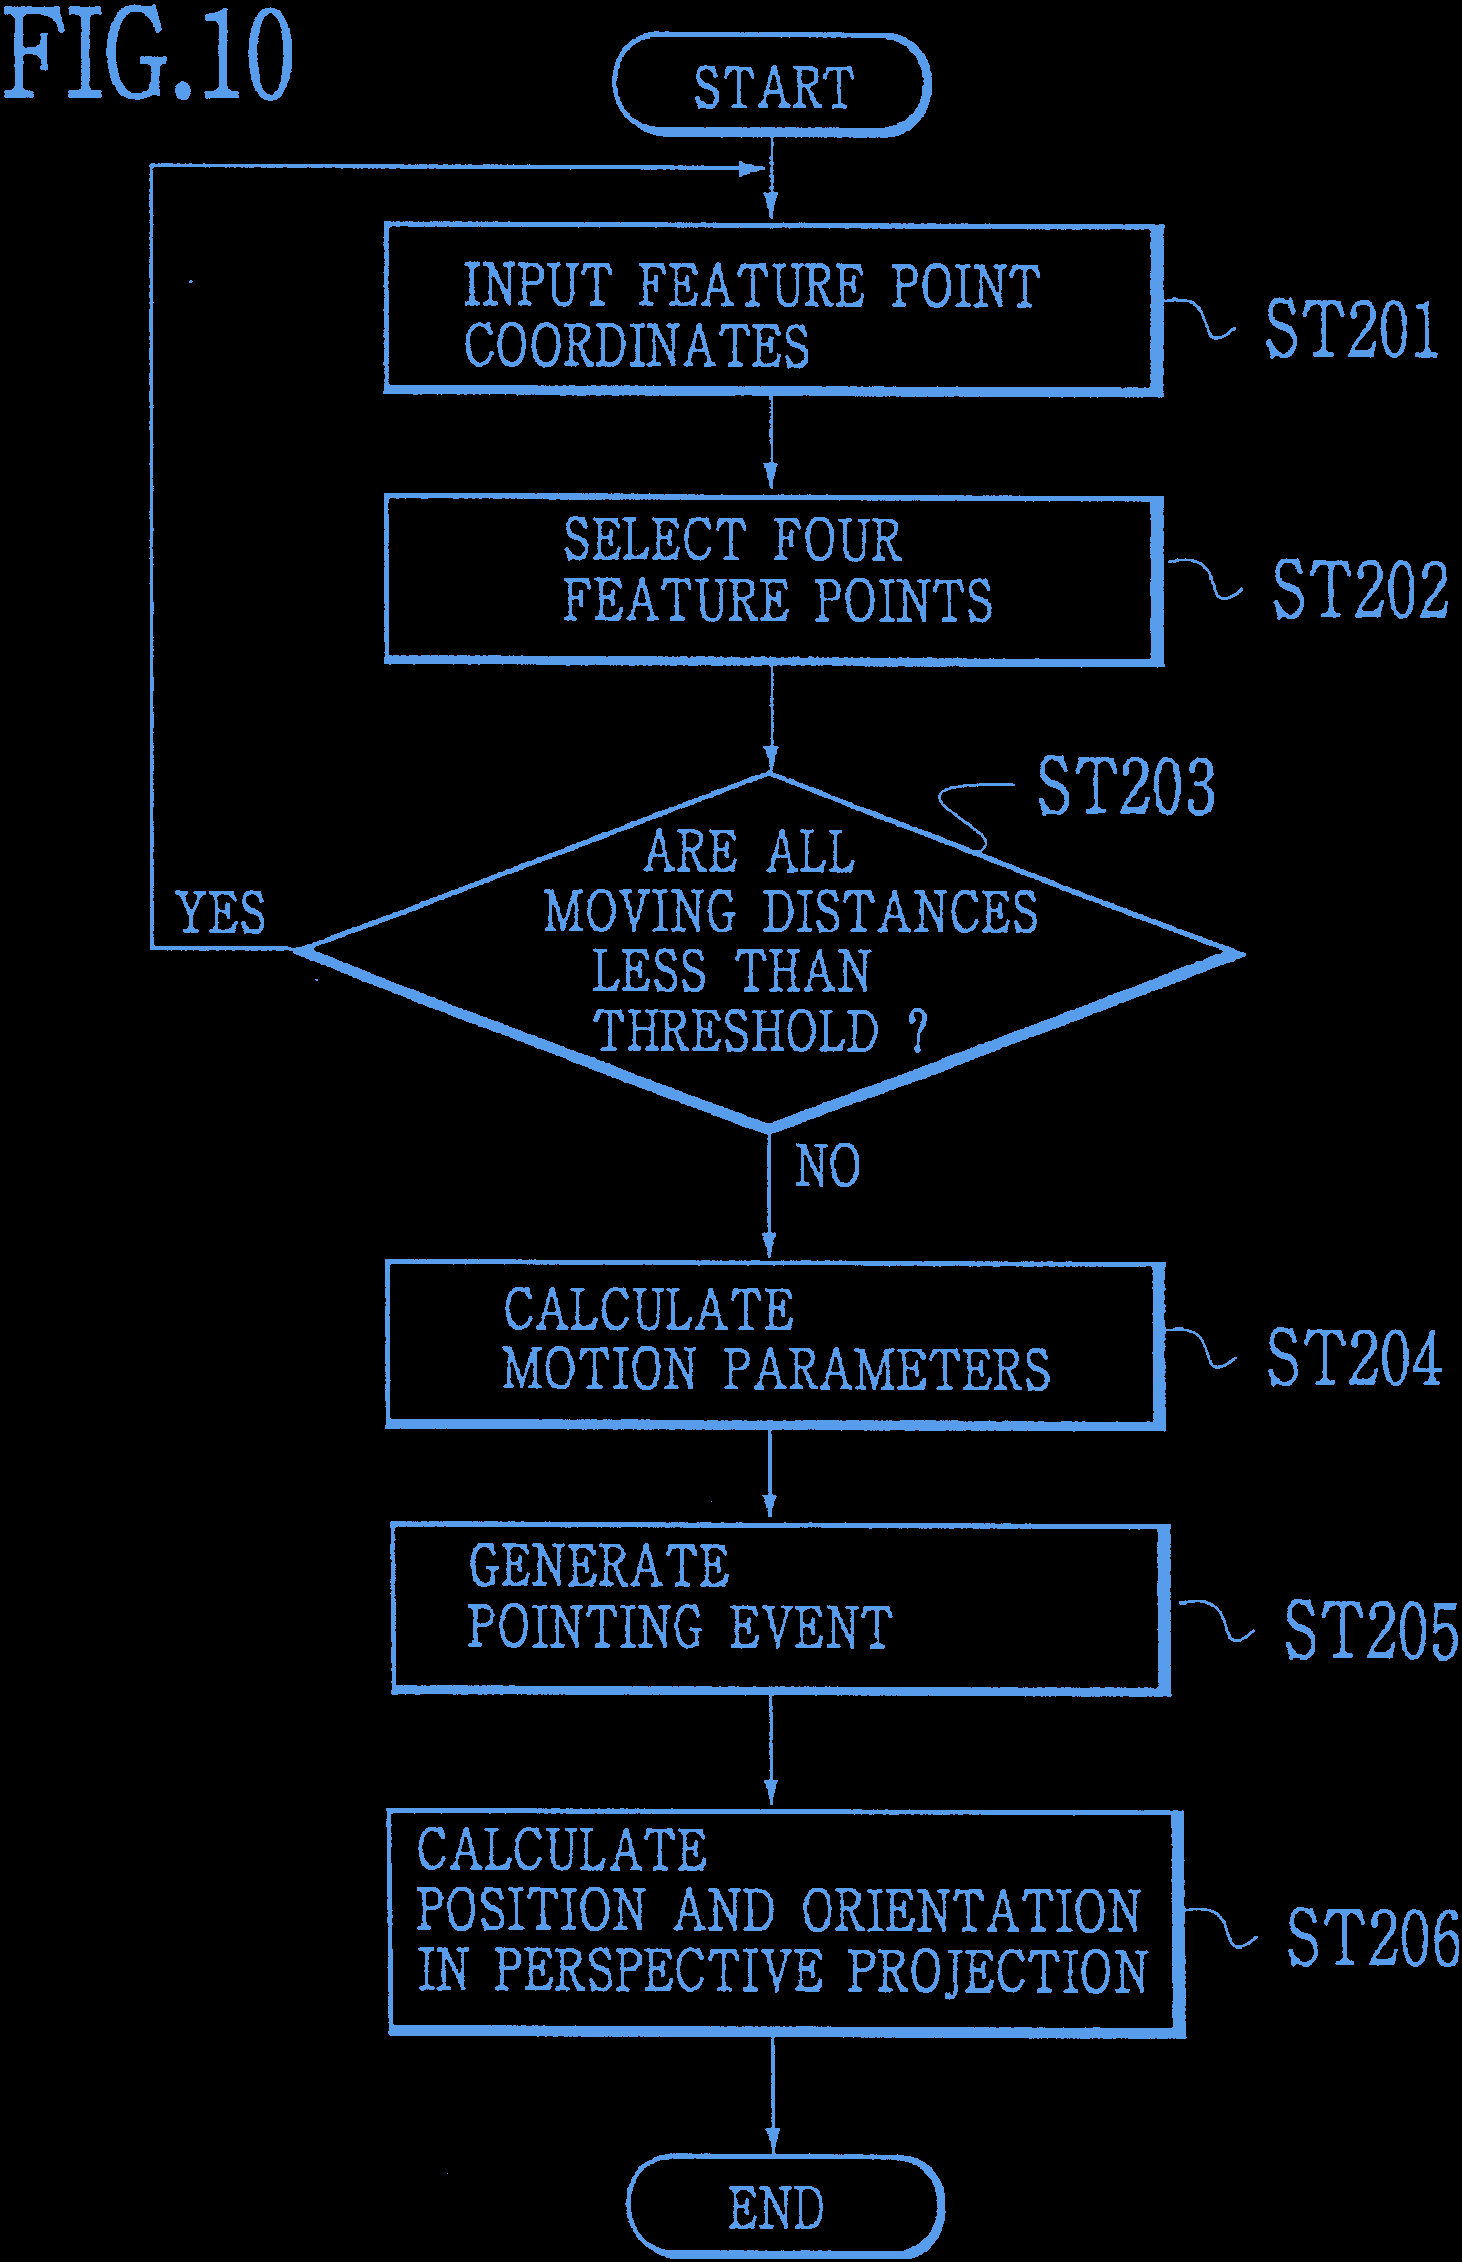 FIG.10
START
INPUT FEATURE POINT
COORDINATES
ST201
SELECT FOUR
FEATURE POINTS
ST202
ST203
ARE ALL
MOVING DISTANCES
LESS THAN
THRESHOLD ?
YES
NO
CALCULATE
MOTION PARAMETERS
ST204
GENERATE
POINTING EVENT
ST205
CALCULATE
POSITION AND ORIENTATION
IN PERSPECTIVE PROJECTION
ST206
END